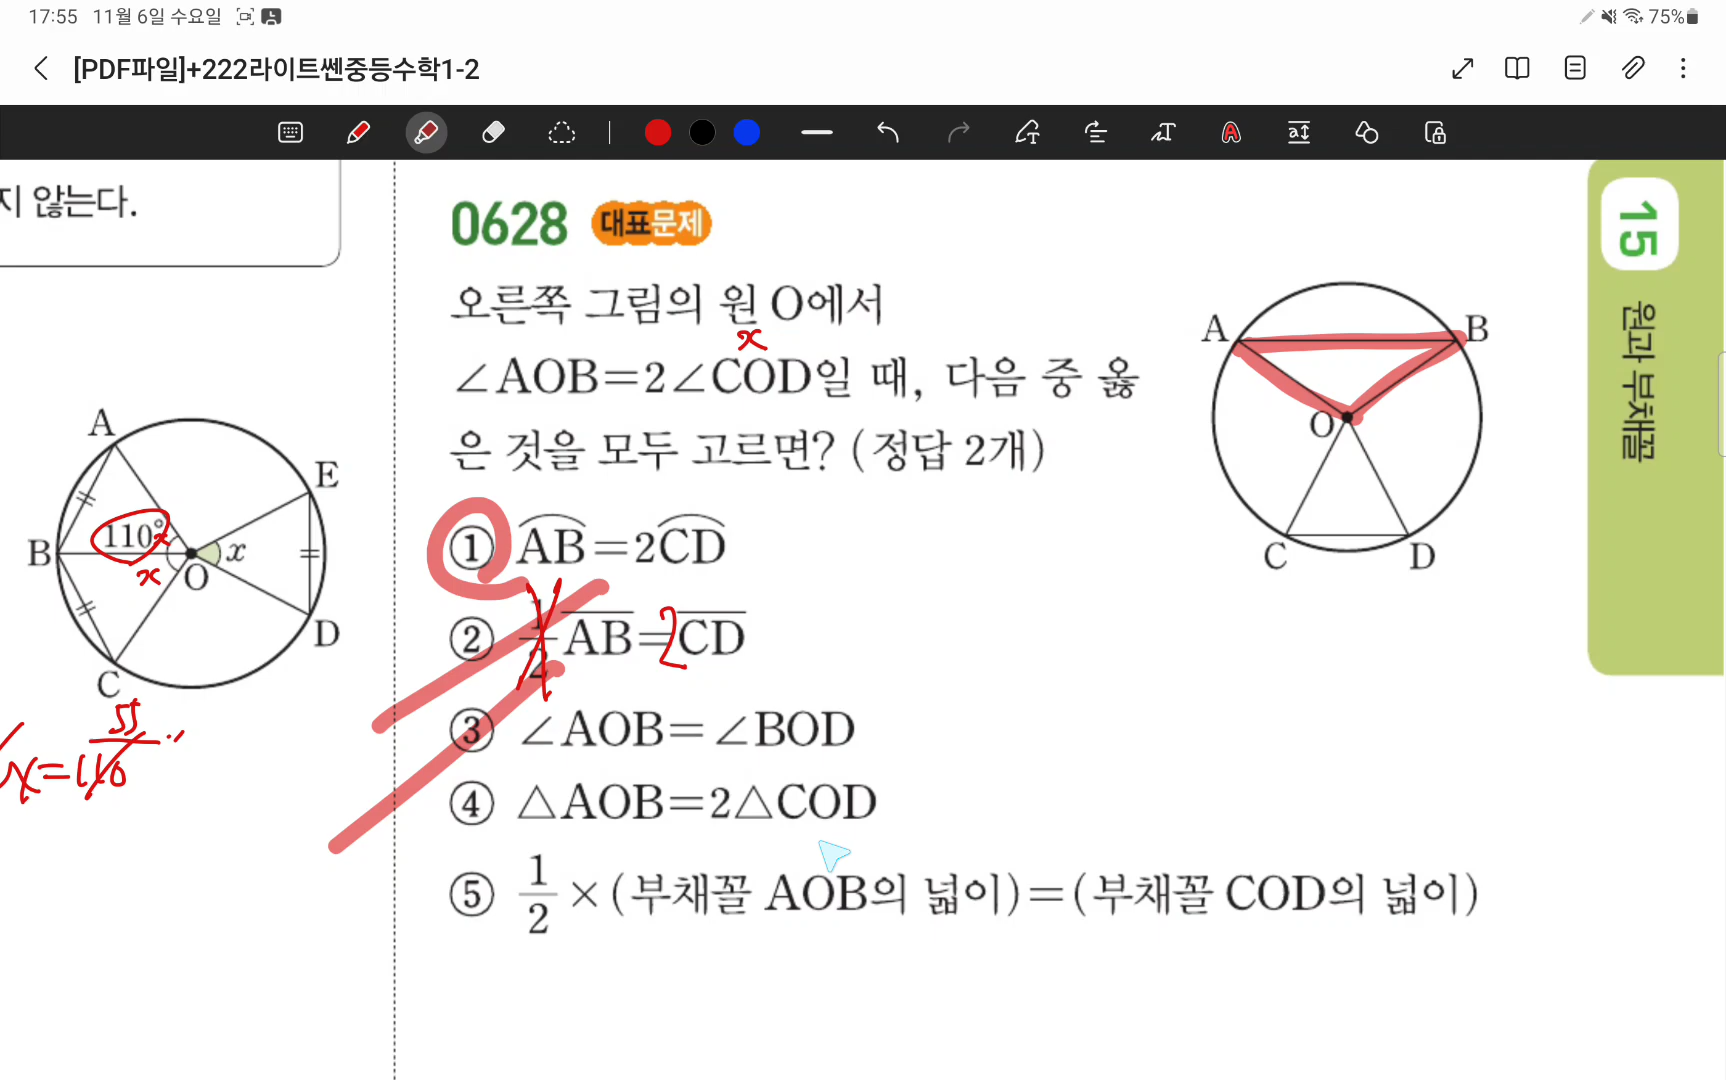 17:55 11월 6일 수요일
75%
[PDF파일]+222라이트쎈중등수학1-2
지 않는다.
A
E
B
110°
x
x
x
O
D
C
x=110
55
0628 대표문제
오른쪽 그림의 원 O에서
x
∠AOB=2∠COD일 때, 다음 중 옳
은 것을 모두 고르면? (정답 2개)
① AB=2CD
② 1/2 AB=2CD
③ ∠AOB=∠BOD
④ △AOB=2△COD
⑤ 1/2×(부채꼴 AOB의 넓이)=(부채꼴 COD의 넓이)
A
B
O
C
D
15
원과 부채꼴